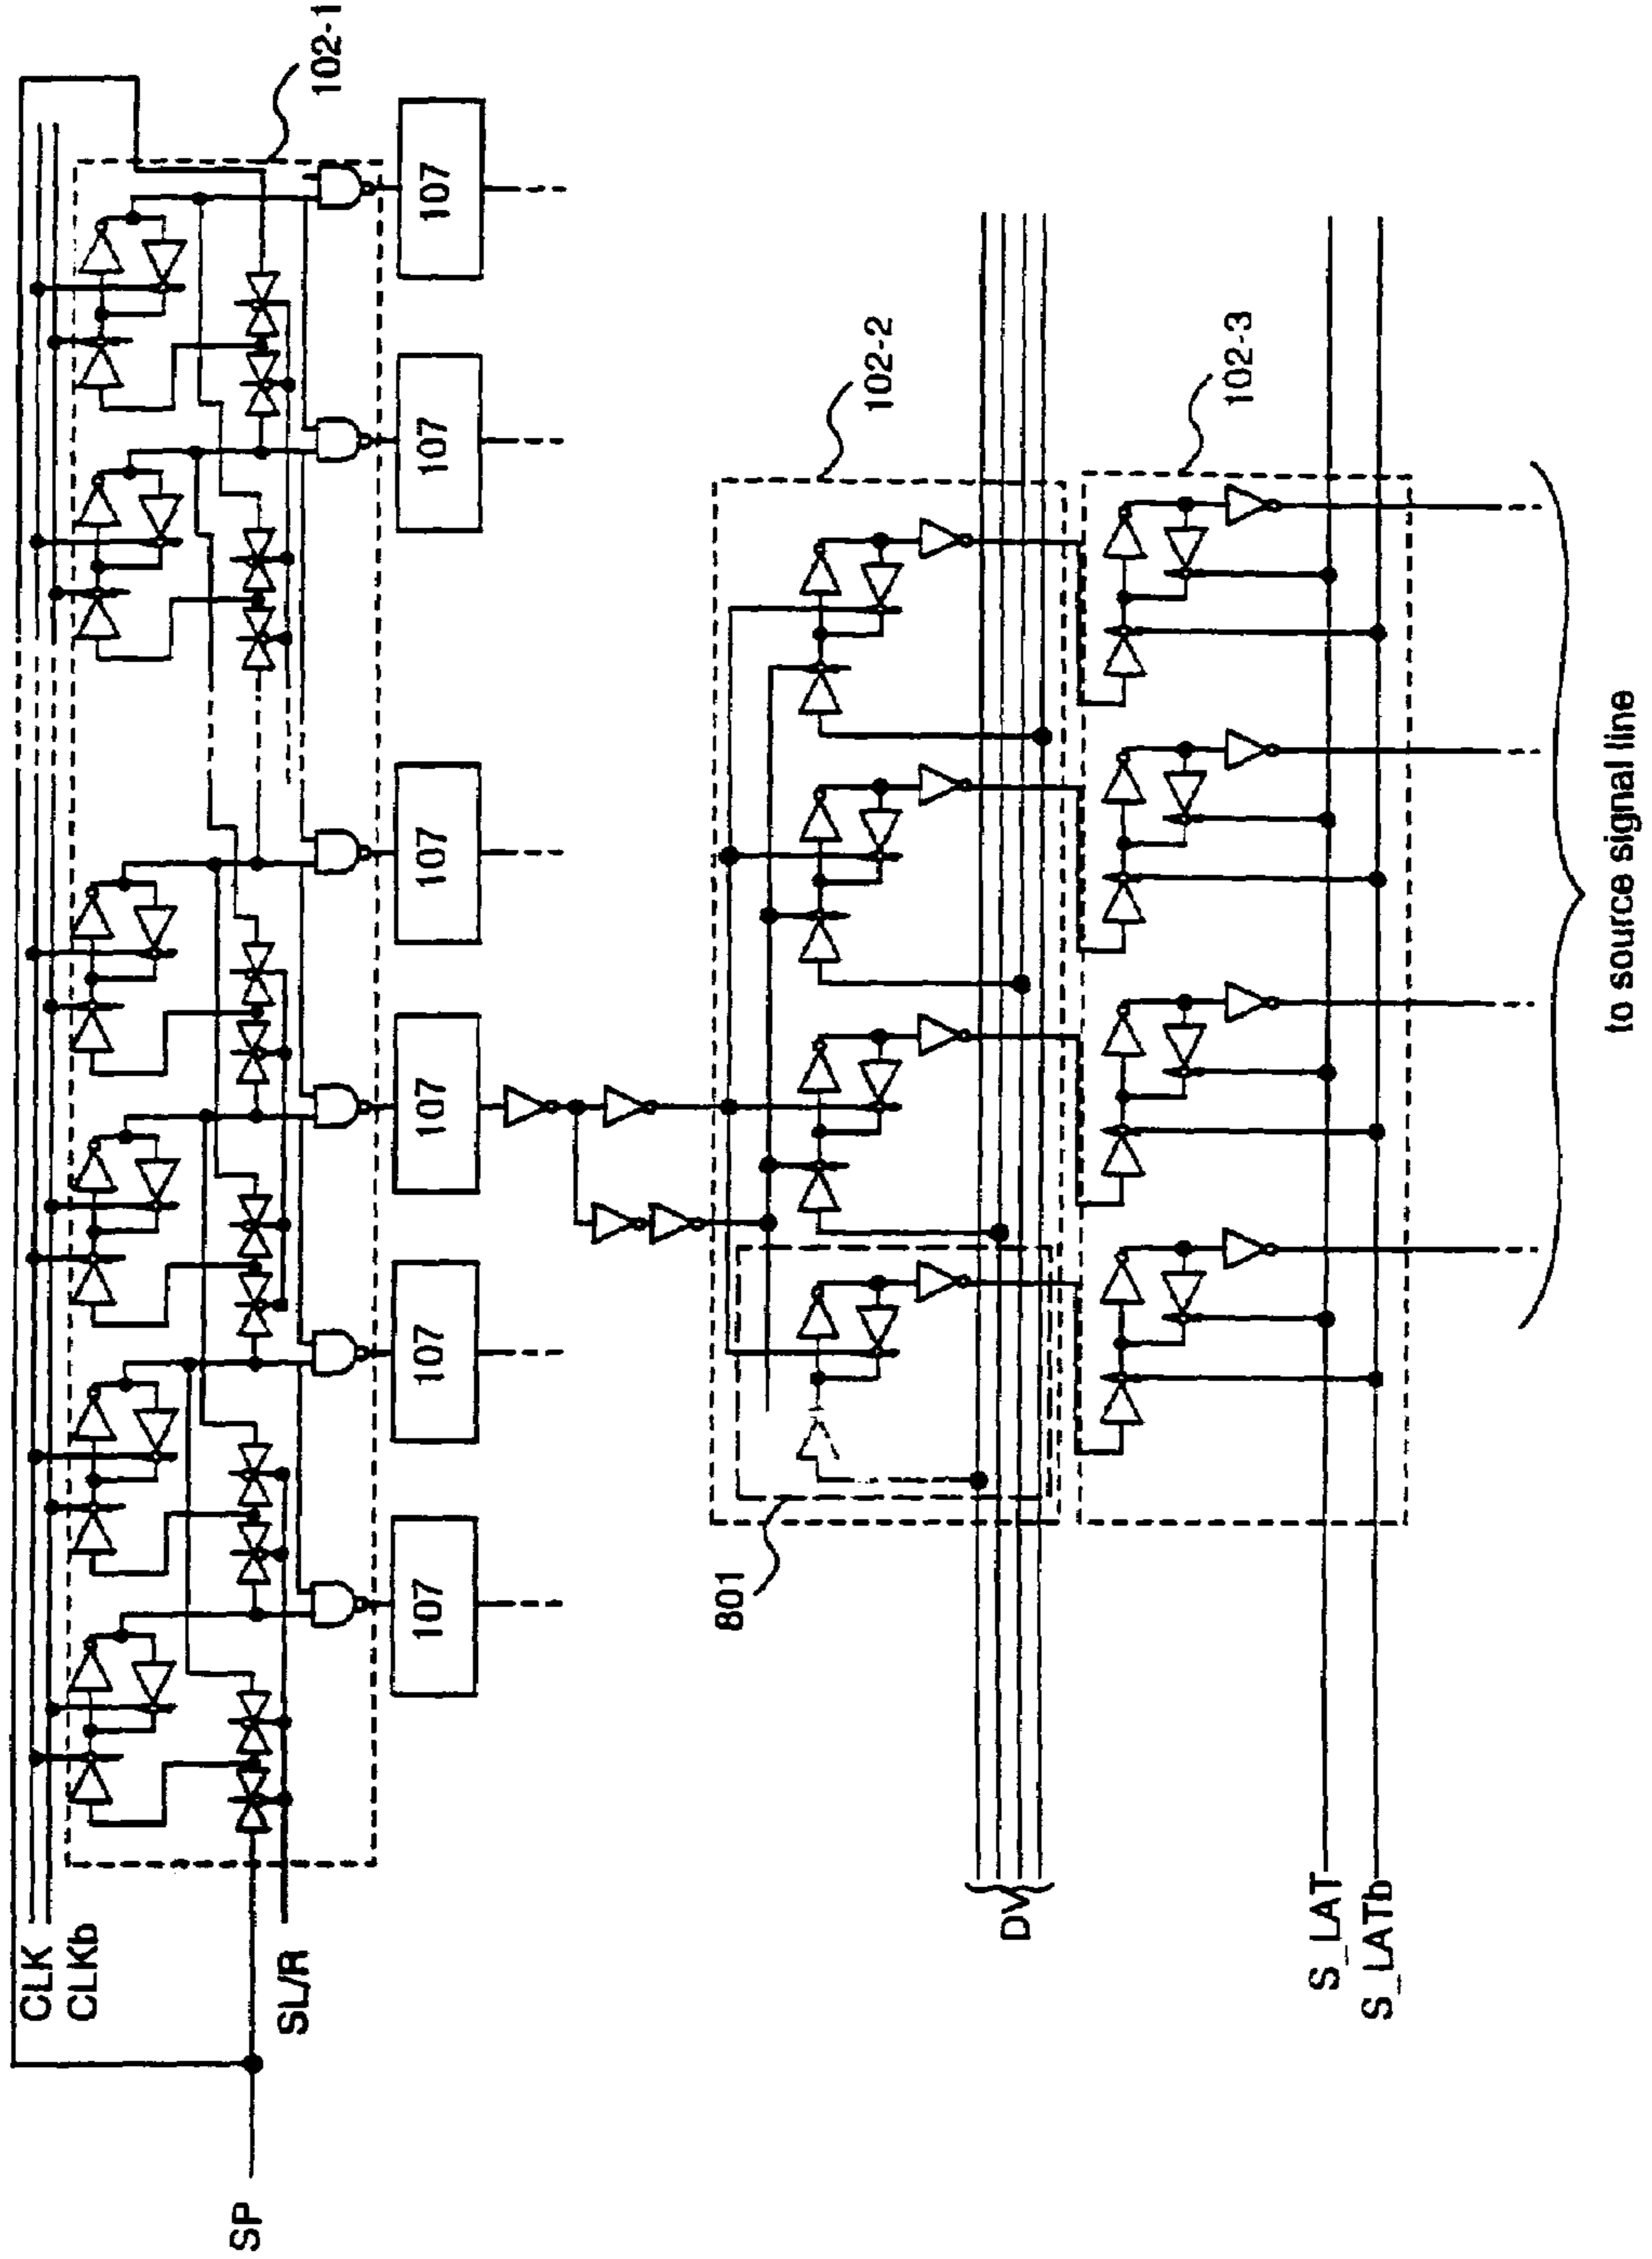 SP
CLK
CLKb
SL/R
102-1
107
107
107
107
107
107
801
102-2
DV
102-3
S_LAT
S_LATb
to source signal line